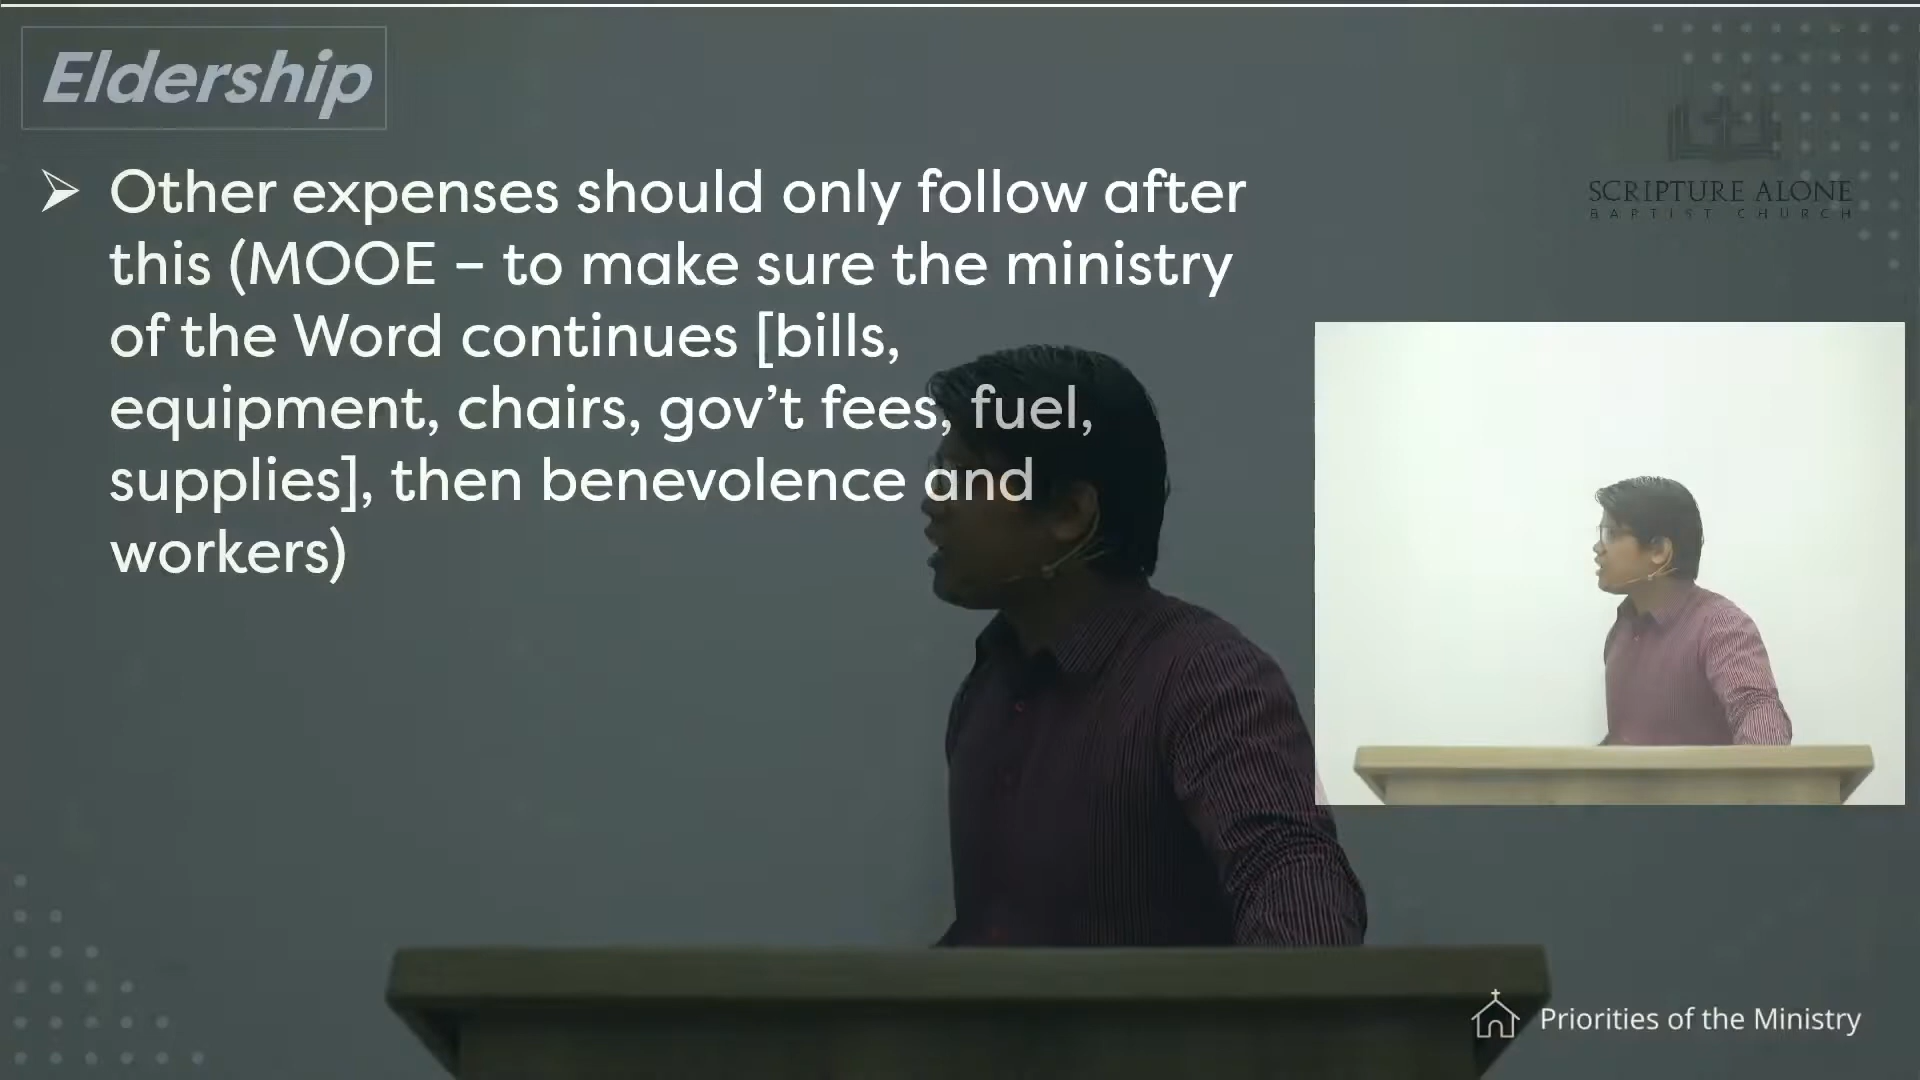 Eldership
SCRIPTURE ALONE
BAPTIST CHURCH
➢ Other expenses should only follow after
this (MOOE – to make sure the ministry
of the Word continues [bills,
equipment, chairs, gov’t fees, fuel,
supplies], then benevolence and
workers)
Priorities of the Ministry